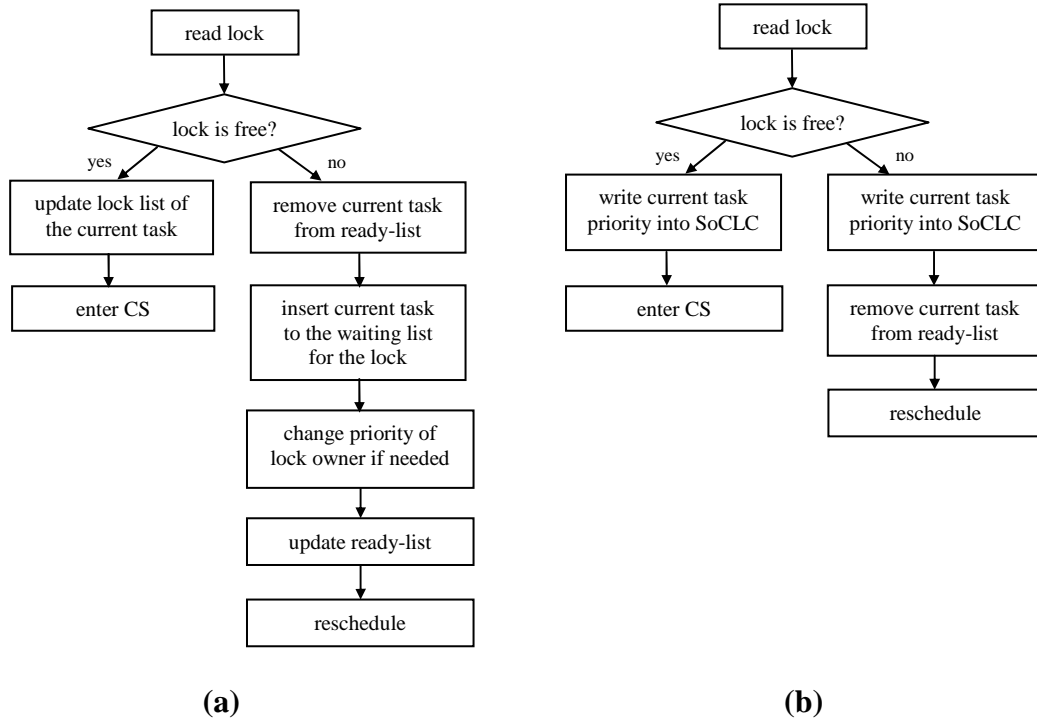 read lock
lock is free?
yes
no
update lock list of
the current task
remove current task
from ready-list
enter CS
insert current task
to the waiting list
for the lock
change priority of
lock owner if needed
update ready-list
reschedule
(a)
read lock
lock is free?
yes
no
write current task
priority into SoCLC
write current task
priority into SoCLC
enter CS
remove current task
from ready-list
reschedule
(b)